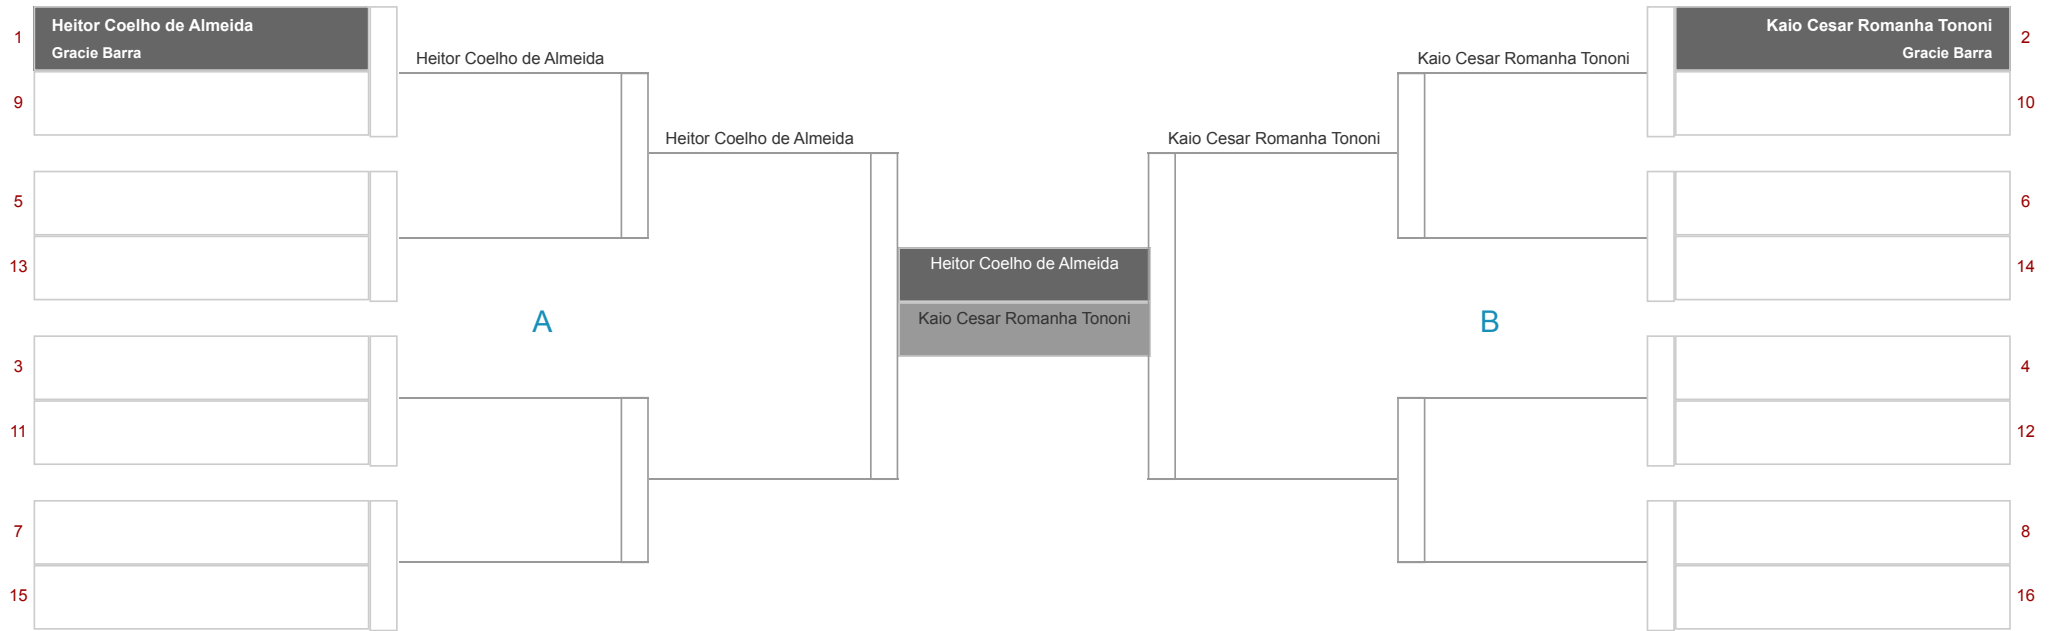 1
Heitor Coelho de Almeida
Gracie Barra
9
5
13
3
11
7
15
Heitor Coelho de Almeida
Heitor Coelho de Almeida
A
Heitor Coelho de Almeida
Kaio Cesar Romanha Tononi
Kaio Cesar Romanha Tononi
Kaio Cesar Romanha Tononi
B
Kaio Cesar Romanha Tononi
Gracie Barra
2
10
6
14
4
12
8
16